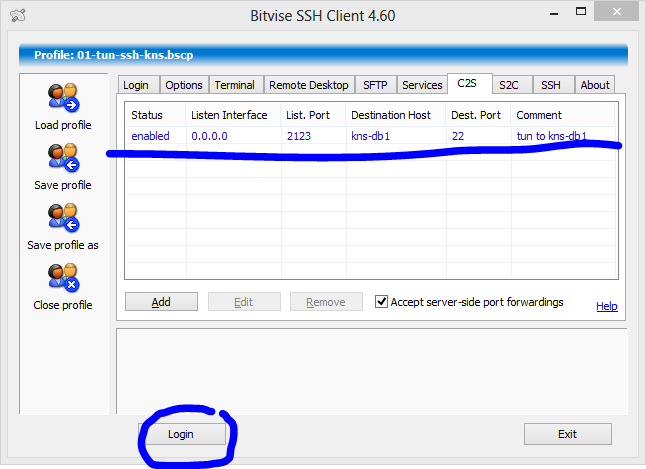 Bitvise SSH Client 4.60
Profile: 01-tun-ssh-kns.bscp
Load profile
Save profile
Save profile as
Close profile
Login Options Terminal Remote Desktop SFTP Services C2S S2C SSH About
Status Listen Interface List. Port Destination Host Dest. Port Comment
enabled 0.0.0.0 2123 kns-db1 22 tun to kns-db1
Add Edit Remove Accept server-side port forwardings Help
Login Exit